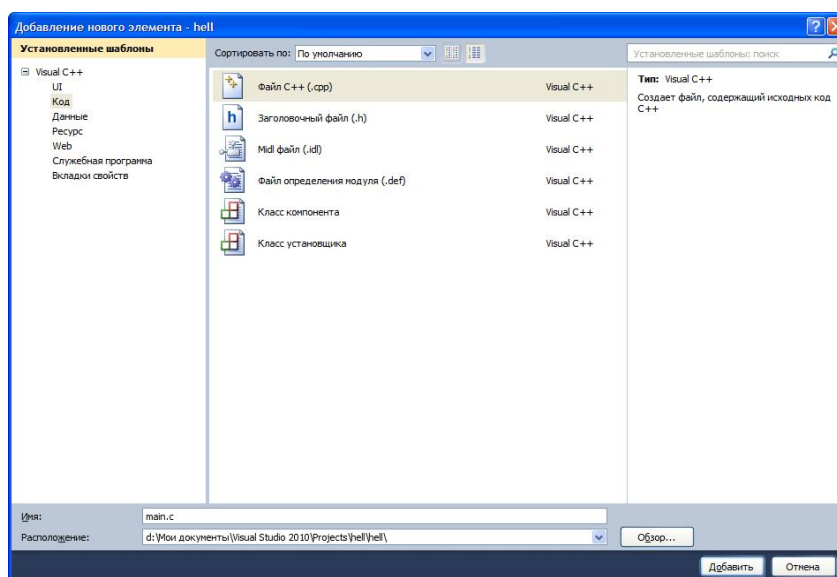 Добавление нового элемента - hell
Установленные шаблоны
Сортировать по: По умолчанию
Установленные шаблоны: поиск
Visual C++
UI
Код
Данные
Ресурс
Web
Служебная программа
Вкладки свойств
Файл C++ (.cpp) Visual C++
Заголовочный файл (.h) Visual C++
Midl файл (.idl) Visual C++
Файл определения модуля (.def) Visual C++
Класс компонента Visual C++
Класс установщика Visual C++
Тип: Visual C++
Создает файл, содержащий исходных код
C++
Имя: main.c
Расположение: d:\Мои документы\Visual Studio 2010\Projects\hell\hell\
Обзор...
Добавить Отмена